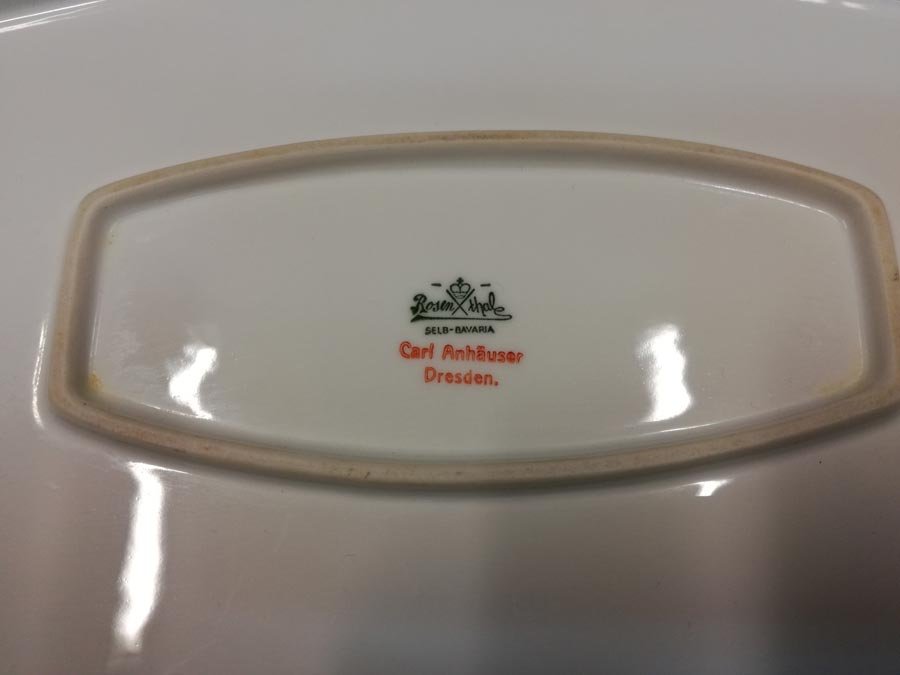 Rosenthal
SELB-BAVARIA
Carl Anhäuser
Dresden.